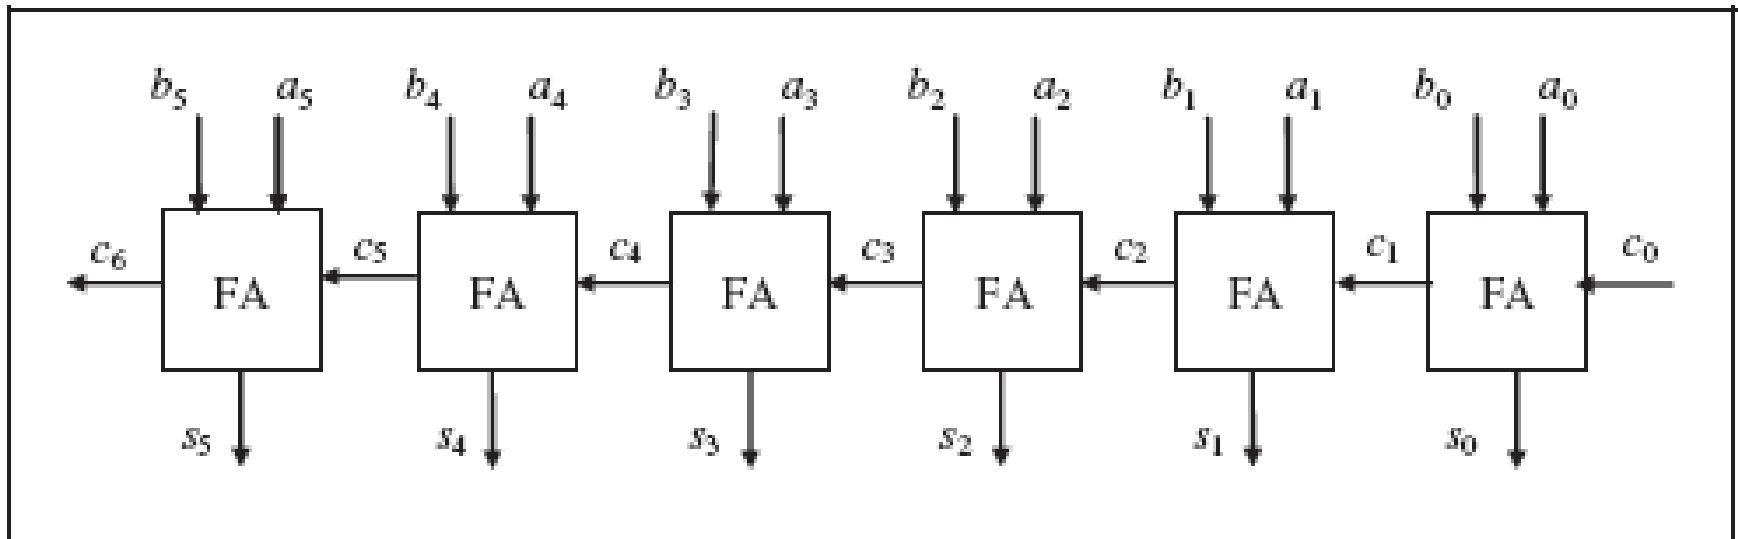 b₅ a₅ b₄ a₄ b₃ a₃ b₂ a₂ b₁ a₁ b₀ a₀
c₆ c₅ c₄ c₃ c₂ c₁ c₀
FA FA FA FA FA FA
s₅ s₄ s₃ s₂ s₁ s₀